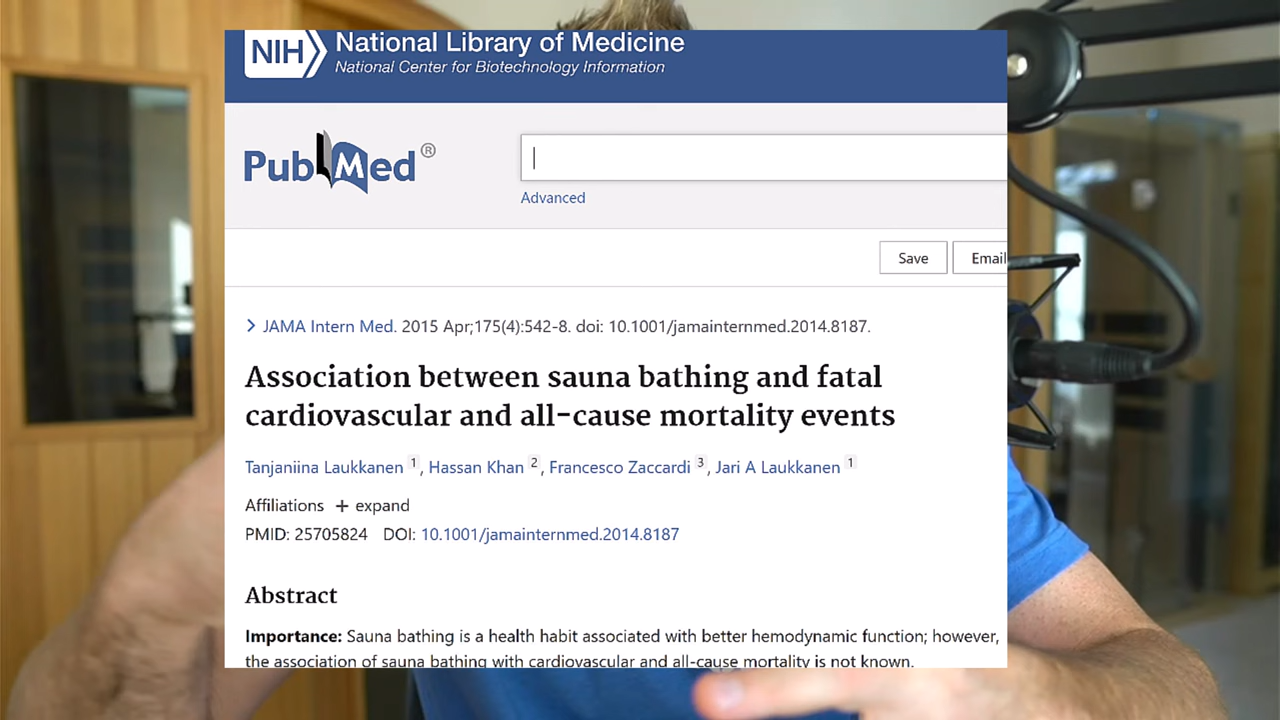 NIH National Library of Medicine
National Center for Biotechnology Information
PubMed®
Advanced
Save Email
JAMA Intern Med. 2015 Apr;175(4):542-8. doi: 10.1001/jamainternmed.2014.8187.
Association between sauna bathing and fatal
cardiovascular and all-cause mortality events
Tanjaniina Laukkanen 1, Hassan Khan 2, Francesco Zaccardi 3, Jari A Laukkanen 1
Affiliations + expand
PMID: 25705824 DOI: 10.1001/jamainternmed.2014.8187
Abstract
Importance: Sauna bathing is a health habit associated with better hemodynamic function; however,
the association of sauna bathing with cardiovascular and all-cause mortality is not known.